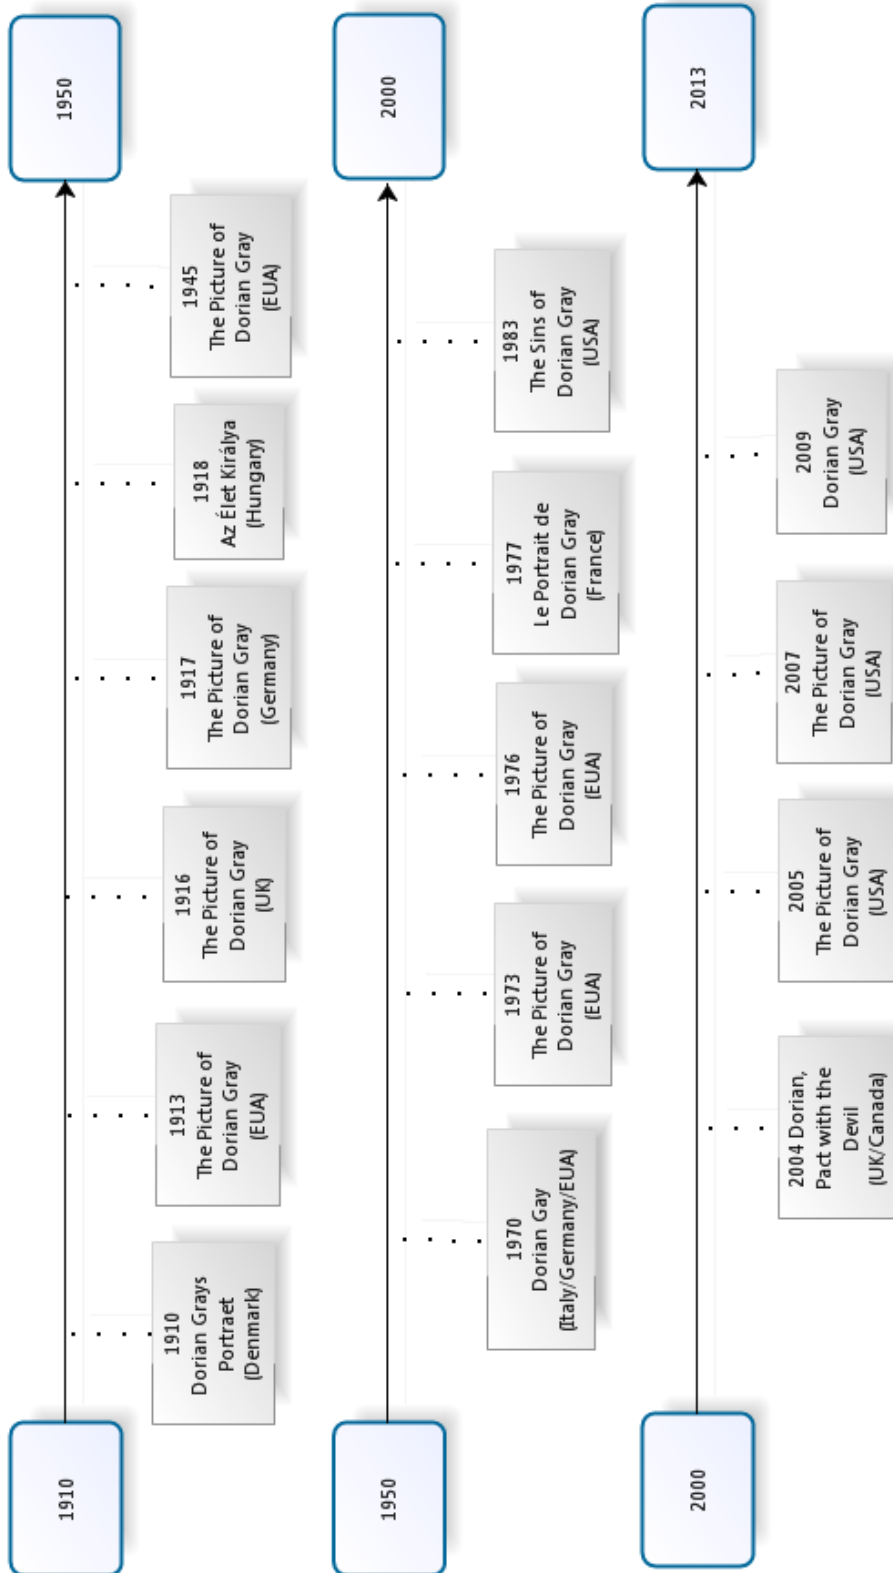 1910
1950
1910
Dorian Grays
Portraet
(Denmark)
1913
The Picture of
Dorian Gray
(EUA)
1916
The Picture of
Dorian Gray
(UK)
1917
The Picture of
Dorian Gray
(Germany)
1918
Az Élet Királya
(Hungary)
1945
The Picture of
Dorian Gray
(EUA)
1950
2000
1970
Dorian Gay
(Italy/Germany/EUA)
1973
The Picture of
Dorian Gray
(EUA)
1976
The Picture of
Dorian Gray
(EUA)
1977
Le Portrait de
Dorian Gray
(France)
1983
The Sins of
Dorian Gray
(USA)
2000
2013
2004 Dorian,
Pact with the
Devil
(UK/Canada)
2005
The Picture of
Dorian Gray
(USA)
2007
The Picture of
Dorian Gray
(USA)
2009
Dorian Gray
(USA)